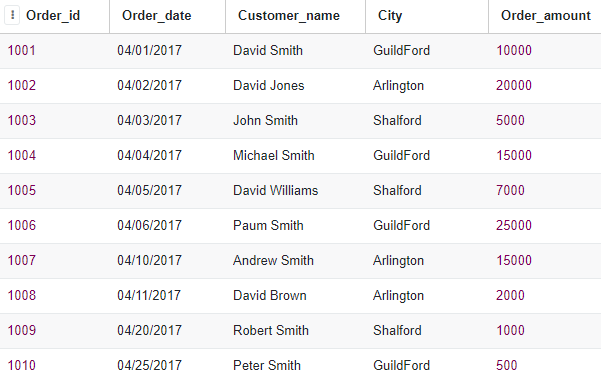 Order_id Order_date Customer_name City Order_amount
1001 04/01/2017 David Smith GuildFord 10000
1002 04/02/2017 David Jones Arlington 20000
1003 04/03/2017 John Smith Shalford 5000
1004 04/04/2017 Michael Smith GuildFord 15000
1005 04/05/2017 David Williams Shalford 7000
1006 04/06/2017 Paum Smith GuildFord 25000
1007 04/10/2017 Andrew Smith Arlington 15000
1008 04/11/2017 David Brown Arlington 2000
1009 04/20/2017 Robert Smith Shalford 1000
1010 04/25/2017 Peter Smith GuildFord 500